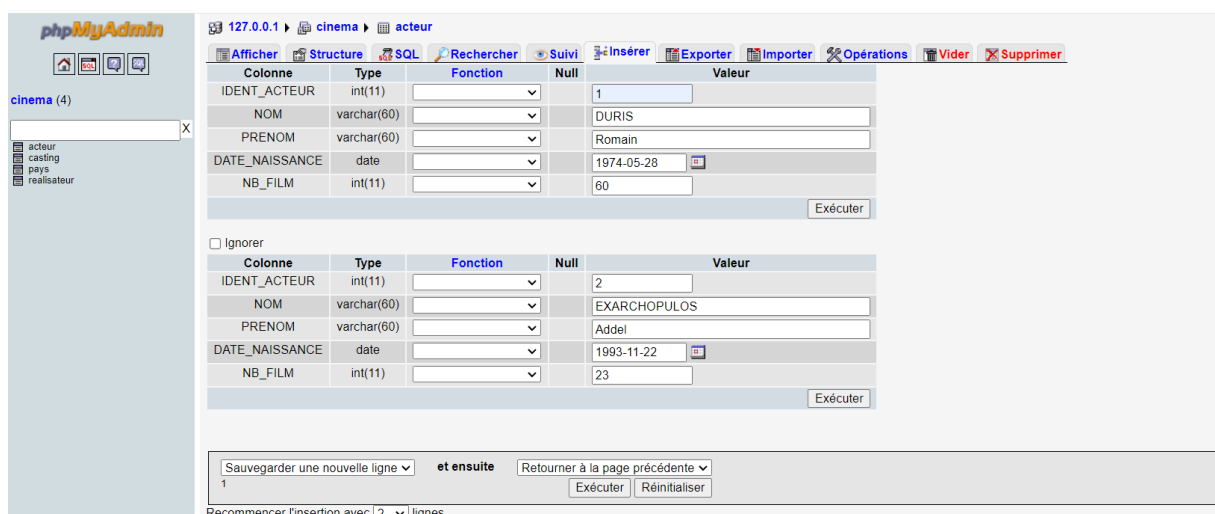 phpMyAdmin
cinema (4)
X
acteur
casting
pays
realisateur
127.0.0.1 cinema acteur
Afficher Structure SQL Rechercher Suivi Insérer Exporter Importer Opérations Vider Supprimer
Colonne Type Fonction Null Valeur
IDENT_ACTEUR int(11) 1
NOM varchar(60) DURIS
PRENOM varchar(60) Romain
DATE_NAISSANCE date 1974-05-28
NB_FILM int(11) 60
Exécuter
Ignorer
Colonne Type Fonction Null Valeur
IDENT_ACTEUR int(11) 2
NOM varchar(60) EXARCHOPULOS
PRENOM varchar(60) Addel
DATE_NAISSANCE date 1993-11-22
NB_FILM int(11) 23
Exécuter
Sauvegarder une nouvelle ligne et ensuite Retourner à la page précédente
1
Exécuter Réinitialiser
Recommencer l'insertion avec 2 lignes